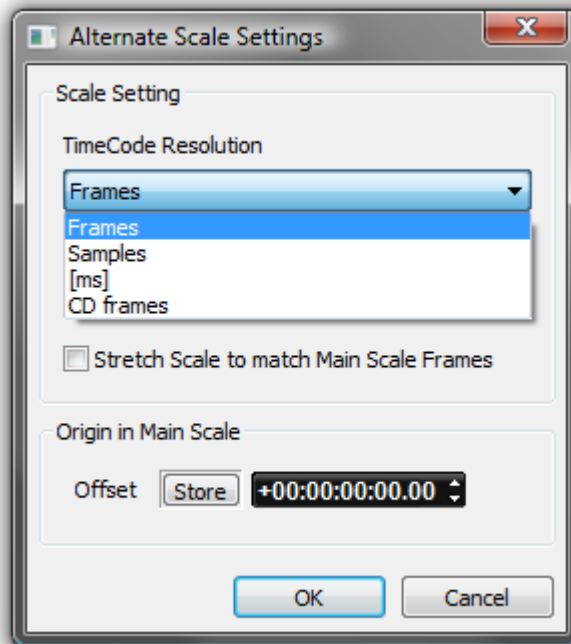 Alternate Scale Settings
Scale Setting
TimeCode Resolution
Frames
Frames
Samples
[ms]
CD frames
Stretch Scale to match Main Scale Frames
Origin in Main Scale
Offset Store +00:00:00:00.00
OK Cancel